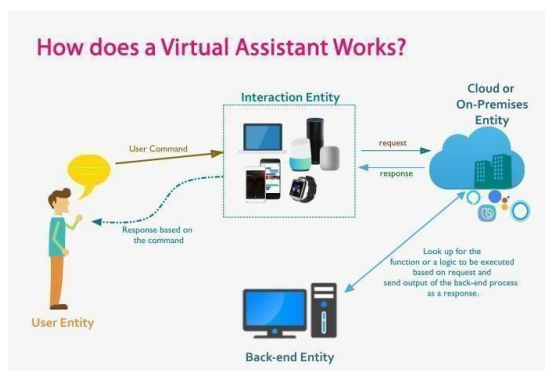 How does a Virtual Assistant Works?
Interaction Entity
Cloud or
On-Premises
Entity
User Command
request
response
Response based on
the command
Look up for the
function or a logic to be executed
based on request and
send output of the back-end process
as a response.
User Entity
Back-end Entity